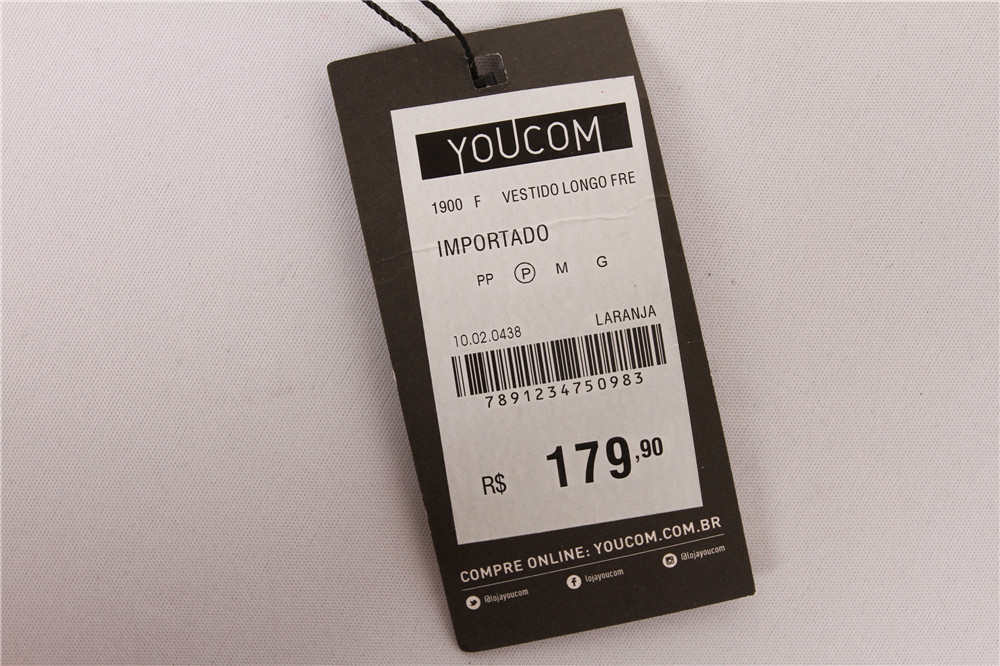 YOUCOM
1900 F VESTIDO LONGO FRE
IMPORTADO
PP P M G
10.02.0438 LARANJA
7891234750983
R$ 179,90
COMPRE ONLINE: YOUCOM.COM.BR
@lojayoucom lojayoucom @lojayoucom